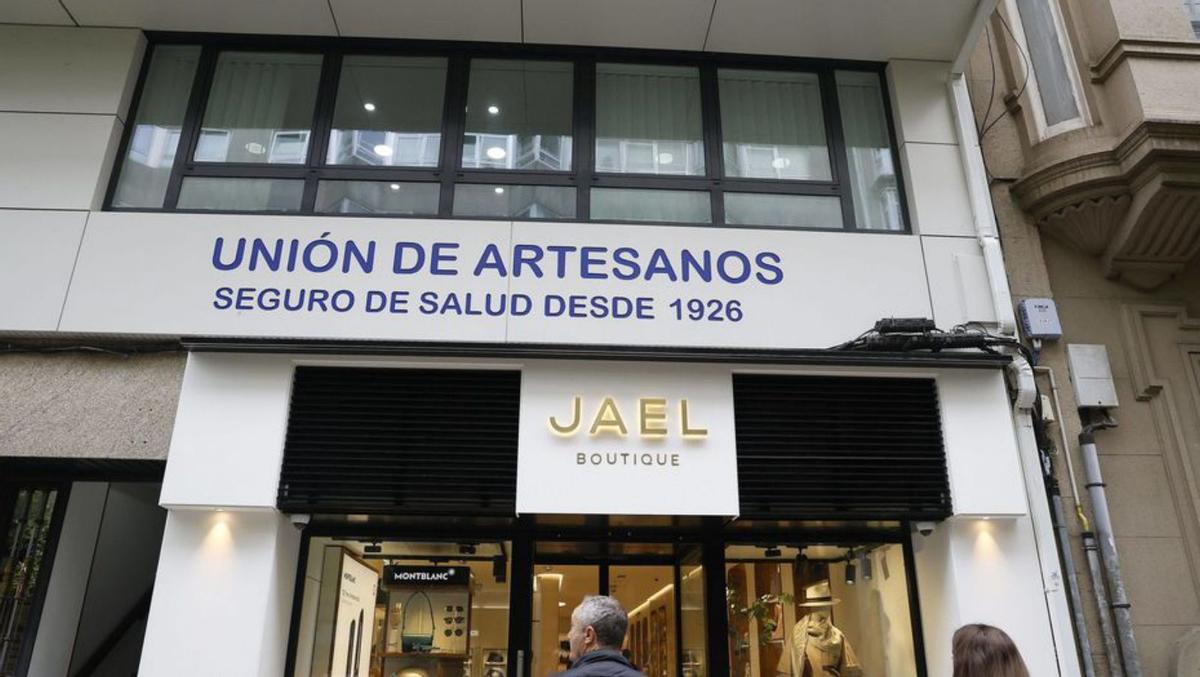 UNIÓN DE ARTESANOS
SEGURO DE SALUD DESDE 1926
JAEL
BOUTIQUE
MONTBLANC